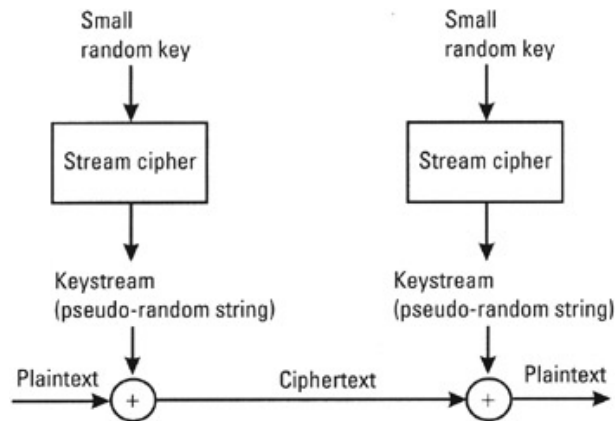 Small
random key
Small
random key
Stream cipher
Stream cipher
Keystream
(pseudo-random string)
Keystream
(pseudo-random string)
Plaintext
Ciphertext
Plaintext
+
+